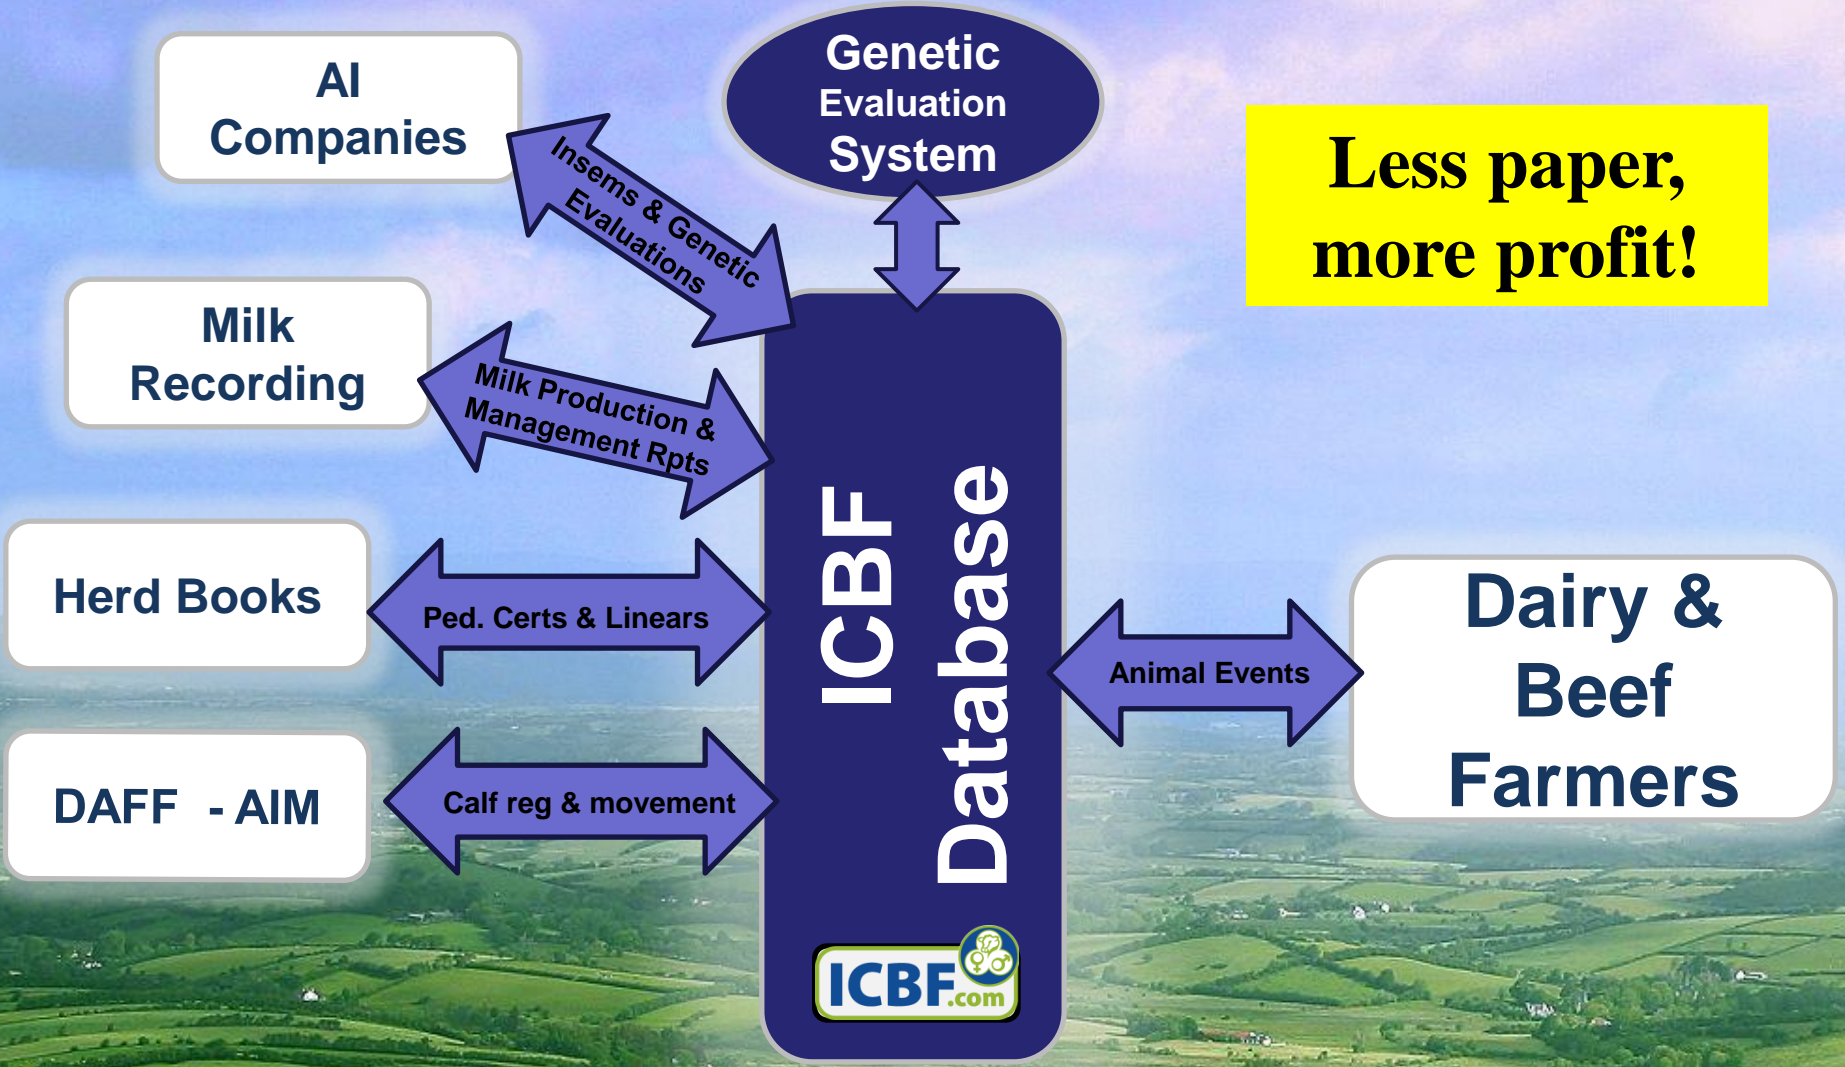 AI
Companies
Genetic
Evaluation
System
Less paper,
more profit!
Insems & Genetic
Evaluations
Milk
Recording
Milk Production &
Management Rpts
Herd Books
Ped. Certs & Linears
DAFF - AIM
Calf reg & movement
ICBF
Database
Animal Events
Dairy &
Beef
Farmers
ICBF.com